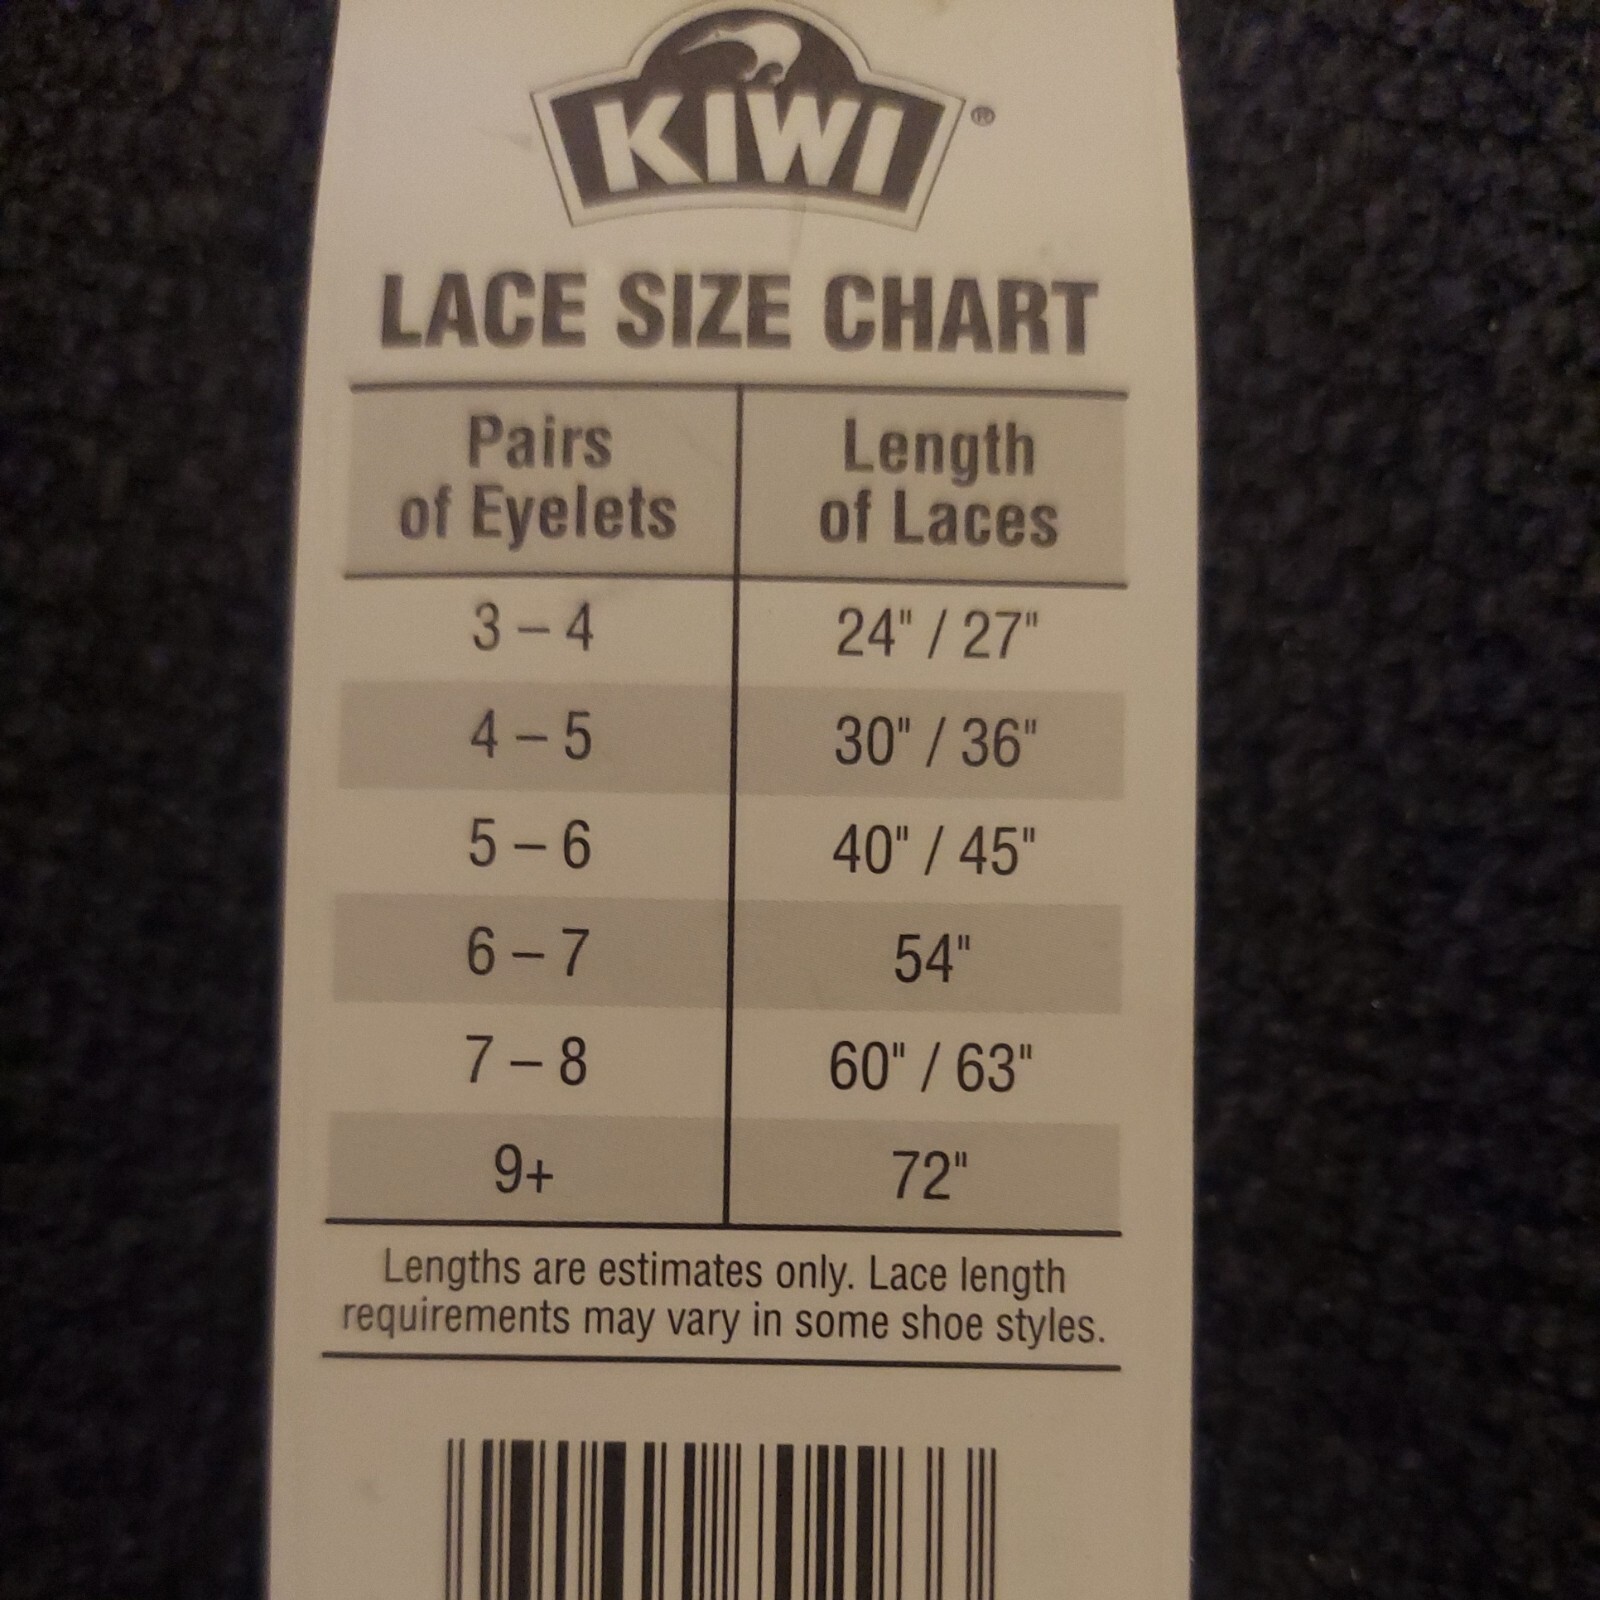 KIWI®
LACE SIZE CHART
Pairs of Eyelets
Length of Laces
3 – 4 24" / 27"
4 – 5 30" / 36"
5 – 6 40" / 45"
6 – 7 54"
7 – 8 60" / 63"
9+ 72"
Lengths are estimates only. Lace length
requirements may vary in some shoe styles.